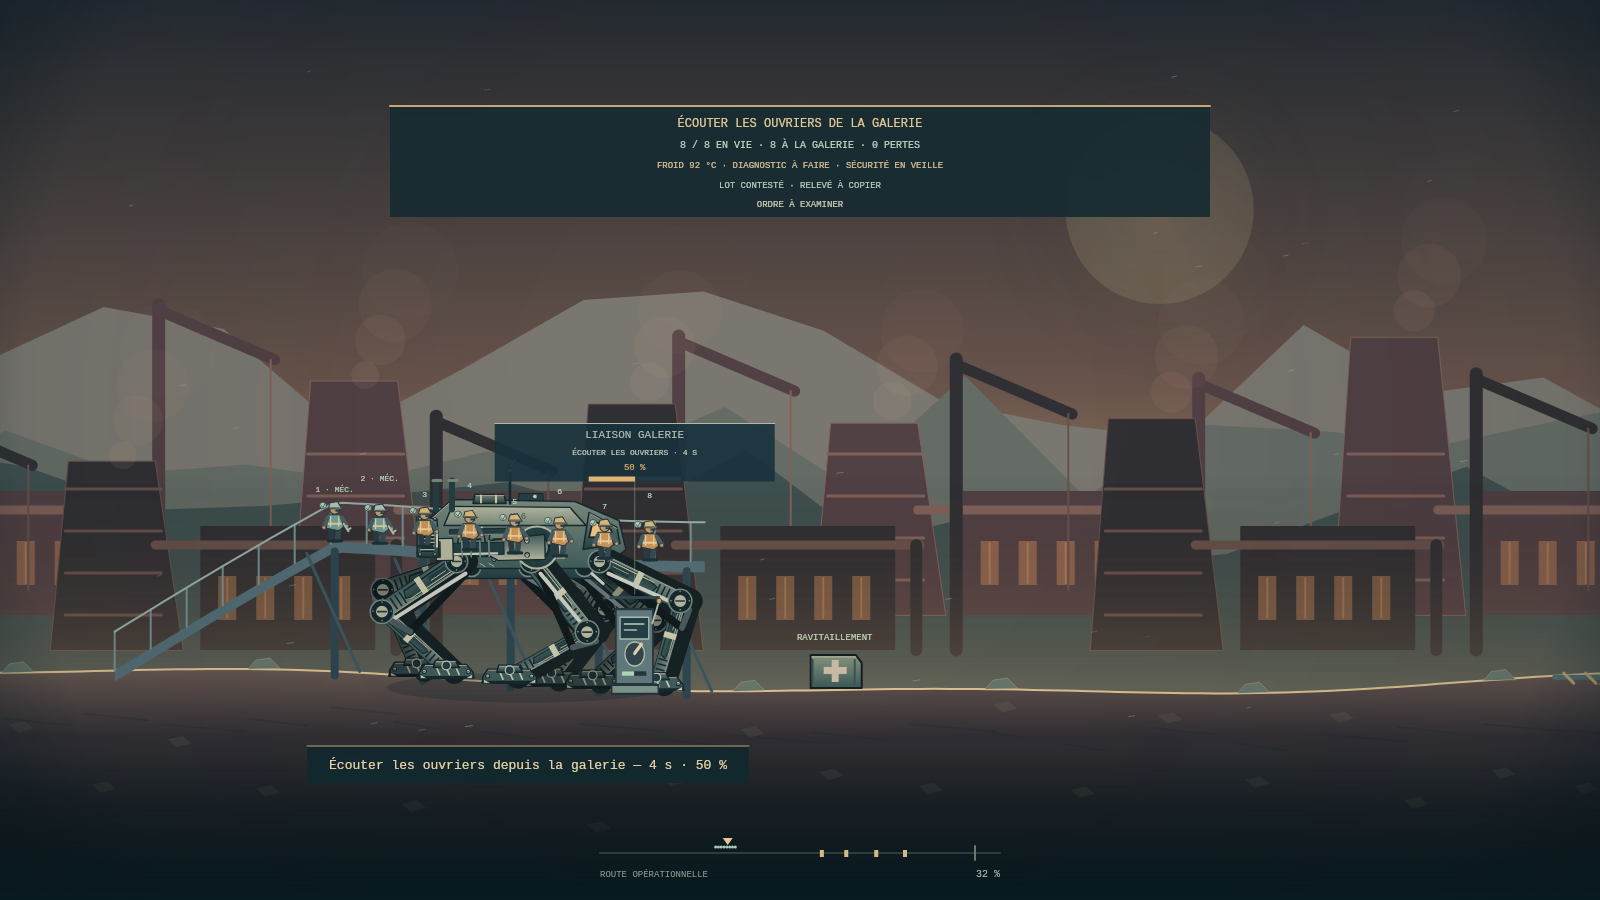 ÉCOUTER LES OUVRIERS DE LA GALERIE
8 / 8 EN VIE · 8 À LA GALERIE · 0 PERTES
FROID 92 °C · DIAGNOSTIC À FAIRE · SÉCURITÉ EN VEILLE
LOT CONTESTÉ · RELEVÉ À COPIER
ORDRE À EXAMINER
LIAISON GALERIE
ÉCOUTER LES OUVRIERS · 4 S
50 %
1 · MÉC.
2 · MÉC.
3
4
5
6
7
8
RAVITAILLEMENT
Écouter les ouvriers depuis la galerie — 4 s · 50 %
ROUTE OPÉRATIONNELLE
32 %